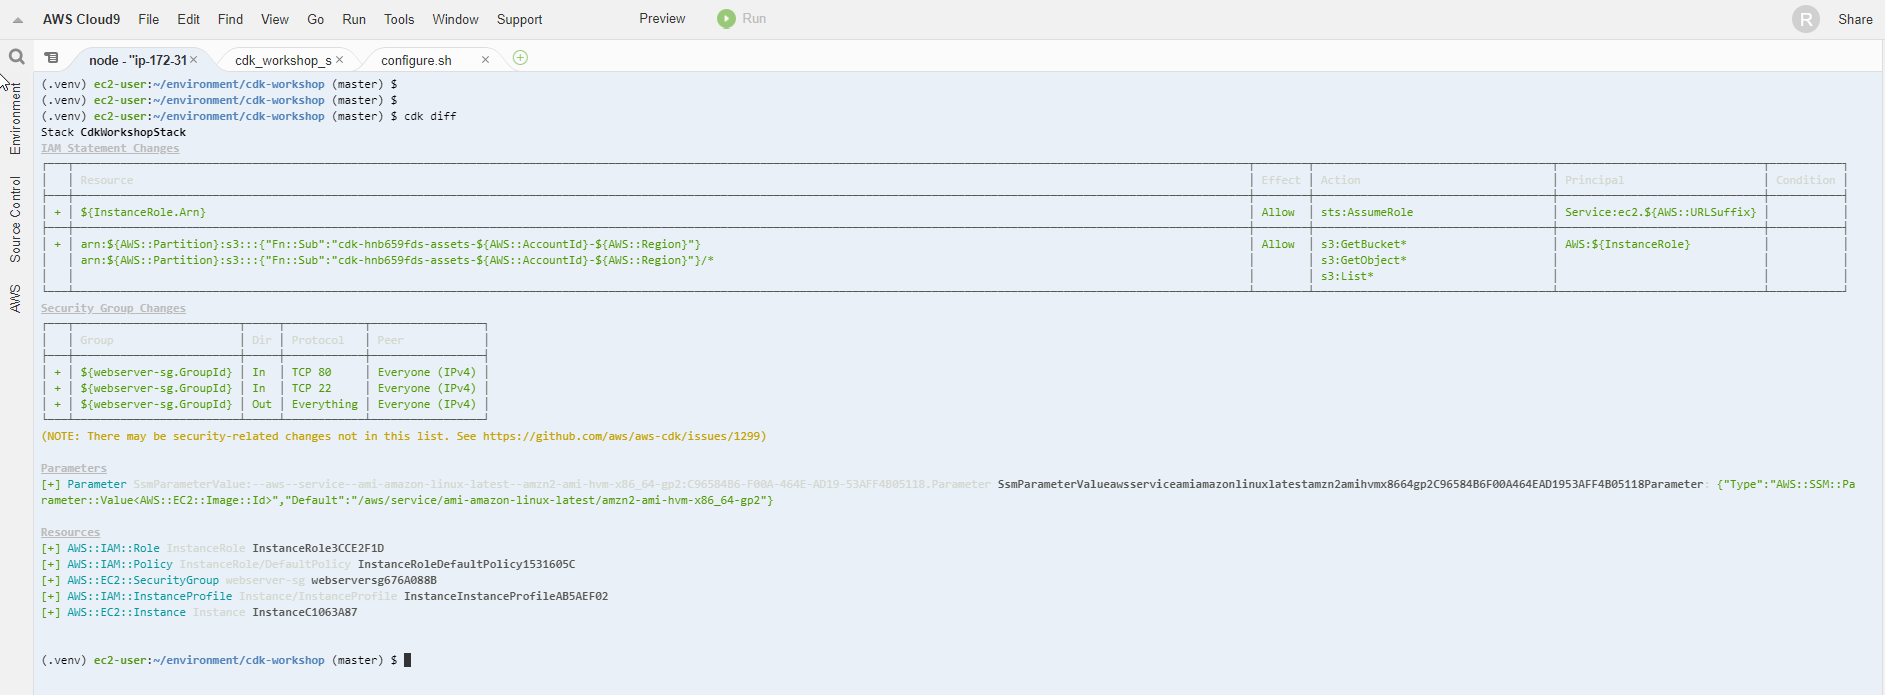 AWS Cloud9 File Edit Find View Go Run Tools Window Support Preview Run R Share
node - "ip-172-31 × cdk_workshop_s × configure.sh ×
Environment
Source Control
AWS
(.venv) ec2-user:~/environment/cdk-workshop (master) $
(.venv) ec2-user:~/environment/cdk-workshop (master) $
(.venv) ec2-user:~/environment/cdk-workshop (master) $ cdk diff
Stack CdkWorkshopStack
IAM Statement Changes
Resource Effect Action Principal Condition
+ ${InstanceRole.Arn} Allow sts:AssumeRole Service:ec2.${AWS::URLSuffix}
+ arn:${AWS::Partition}:s3:::{"Fn::Sub":"cdk-hnb659fds-assets-${AWS::AccountId}-${AWS::Region}"} Allow s3:GetBucket* AWS:${InstanceRole}
arn:${AWS::Partition}:s3:::{"Fn::Sub":"cdk-hnb659fds-assets-${AWS::AccountId}-${AWS::Region}"}/* s3:GetObject*
s3:List*
Security Group Changes
Group Dir Protocol Peer
+ ${webserver-sg.GroupId} In TCP 80 Everyone (IPv4)
+ ${webserver-sg.GroupId} In TCP 22 Everyone (IPv4)
+ ${webserver-sg.GroupId} Out Everything Everyone (IPv4)
(NOTE: There may be security-related changes not in this list. See https://github.com/aws/aws-cdk/issues/1299)
Parameters
[+] Parameter SsmParameterValue:--aws--service--ami-amazon-linux-latest--amzn2-ami-hvm-x86_64-gp2:C96584B6-F00A-464E-AD19-53AFF4B05118.Parameter SsmParameterValueawsserviceamiamazonlinuxlatestamzn2amihvmx8664gp2C96584B6F00A464EAD1953AFF4B05118Parameter: {"Type":"AWS::SSM::Pa
rameter::Value<AWS::EC2::Image::Id>","Default":"/aws/service/ami-amazon-linux-latest/amzn2-ami-hvm-x86_64-gp2"}
Resources
[+] AWS::IAM::Role InstanceRole InstanceRole3CCE2F1D
[+] AWS::IAM::Policy InstanceRole/DefaultPolicy InstanceRoleDefaultPolicy1531605C
[+] AWS::EC2::SecurityGroup webserver-sg webserversg676A088B
[+] AWS::IAM::InstanceProfile Instance/InstanceProfile InstanceInstanceProfileAB5AEF02
[+] AWS::EC2::Instance Instance InstanceC1063A87
(.venv) ec2-user:~/environment/cdk-workshop (master) $